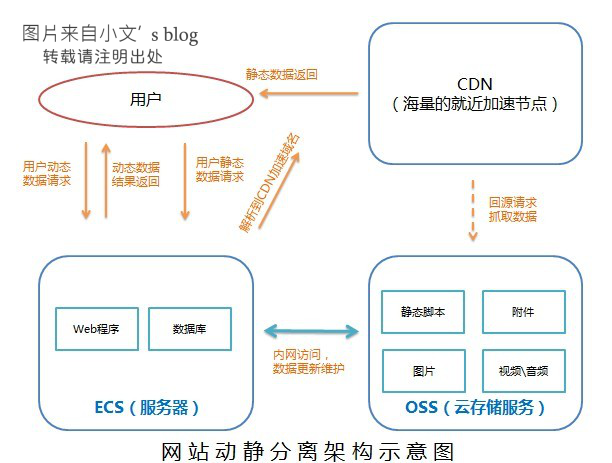 图片来自小文’s blog
转载请注明出处
静态数据返回
用户
CDN
（海量的就近加速节点）
用户动态
数据请求
动态数据
结果返回
用户静态
数据请求
解析到CDN加速域名
回源请求
抓取数据
Web程序
数据库
静态脚本
附件
内网访问，
数据更新维护
图片
视频\音频
ECS（服务器）
OSS（云存储服务）
网站动静分离架构示意图